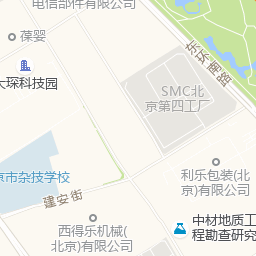 电信部件有限公司
葆婴
大琛科技园
东环南路
SMC北
京第四工厂
利乐包装(北
京)有限公司
京市杂技学校
建安街
西得乐机械(
北京)有限公司
中材地质工
程勘查研究